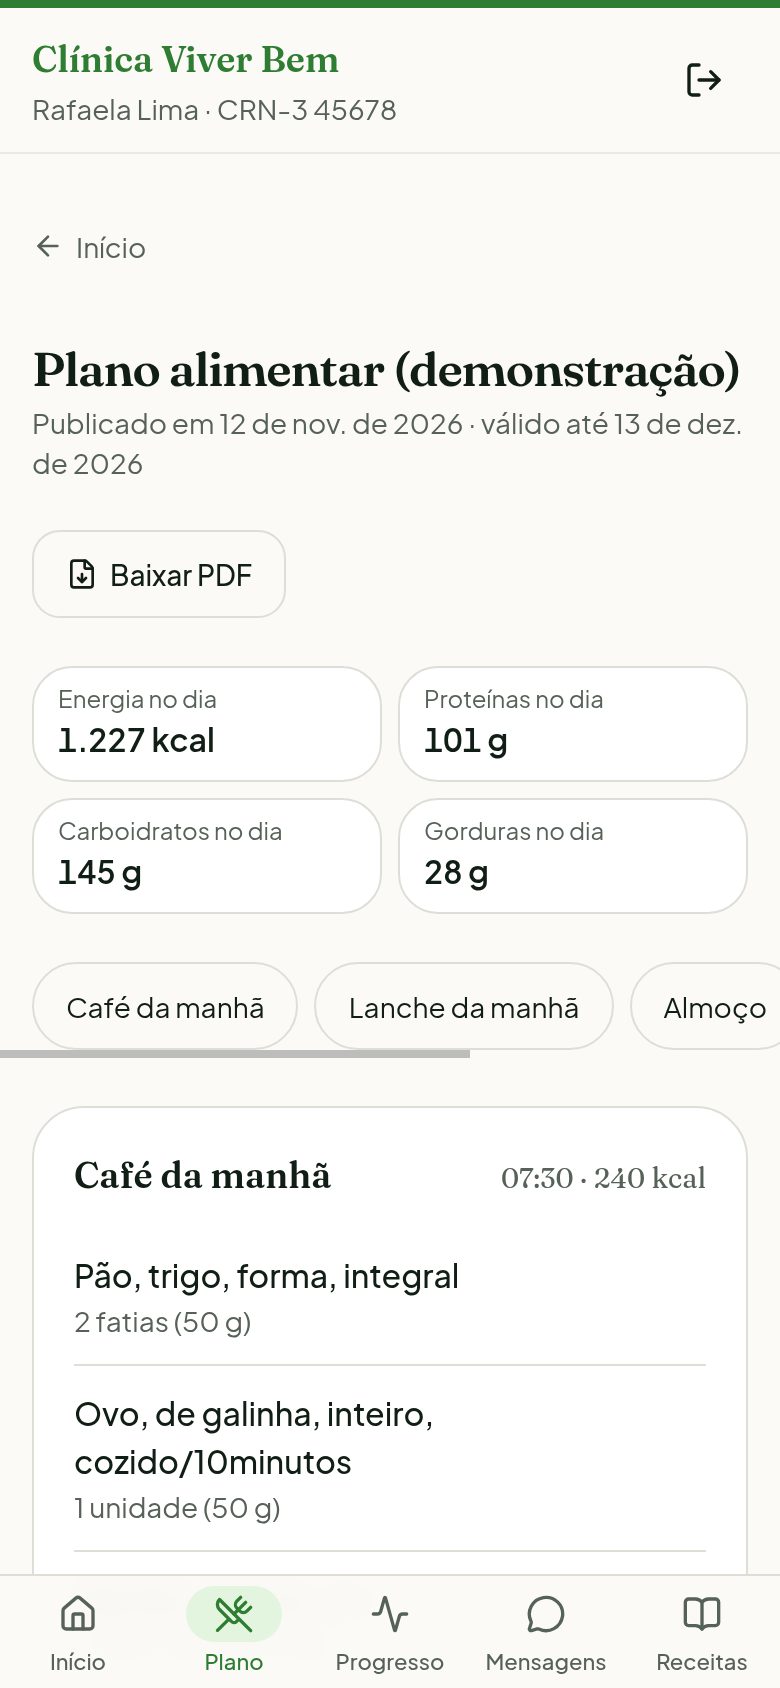 Clínica Viver Bem
Rafaela Lima · CRN-3 45678
Início
Plano alimentar (demonstração)
Publicado em 12 de nov. de 2026 · válido até 13 de dez.
de 2026
Baixar PDF
Energia no dia
1.227 kcal
Proteínas no dia
101 g
Carboidratos no dia
145 g
Gorduras no dia
28 g
Café da manhã
Lanche da manhã
Almoço
Café da manhã
07:30 · 240 kcal
Pão, trigo, forma, integral
2 fatias (50 g)
Ovo, de galinha, inteiro,
cozido/10minutos
1 unidade (50 g)
Início
Plano
Progresso
Mensagens
Receitas